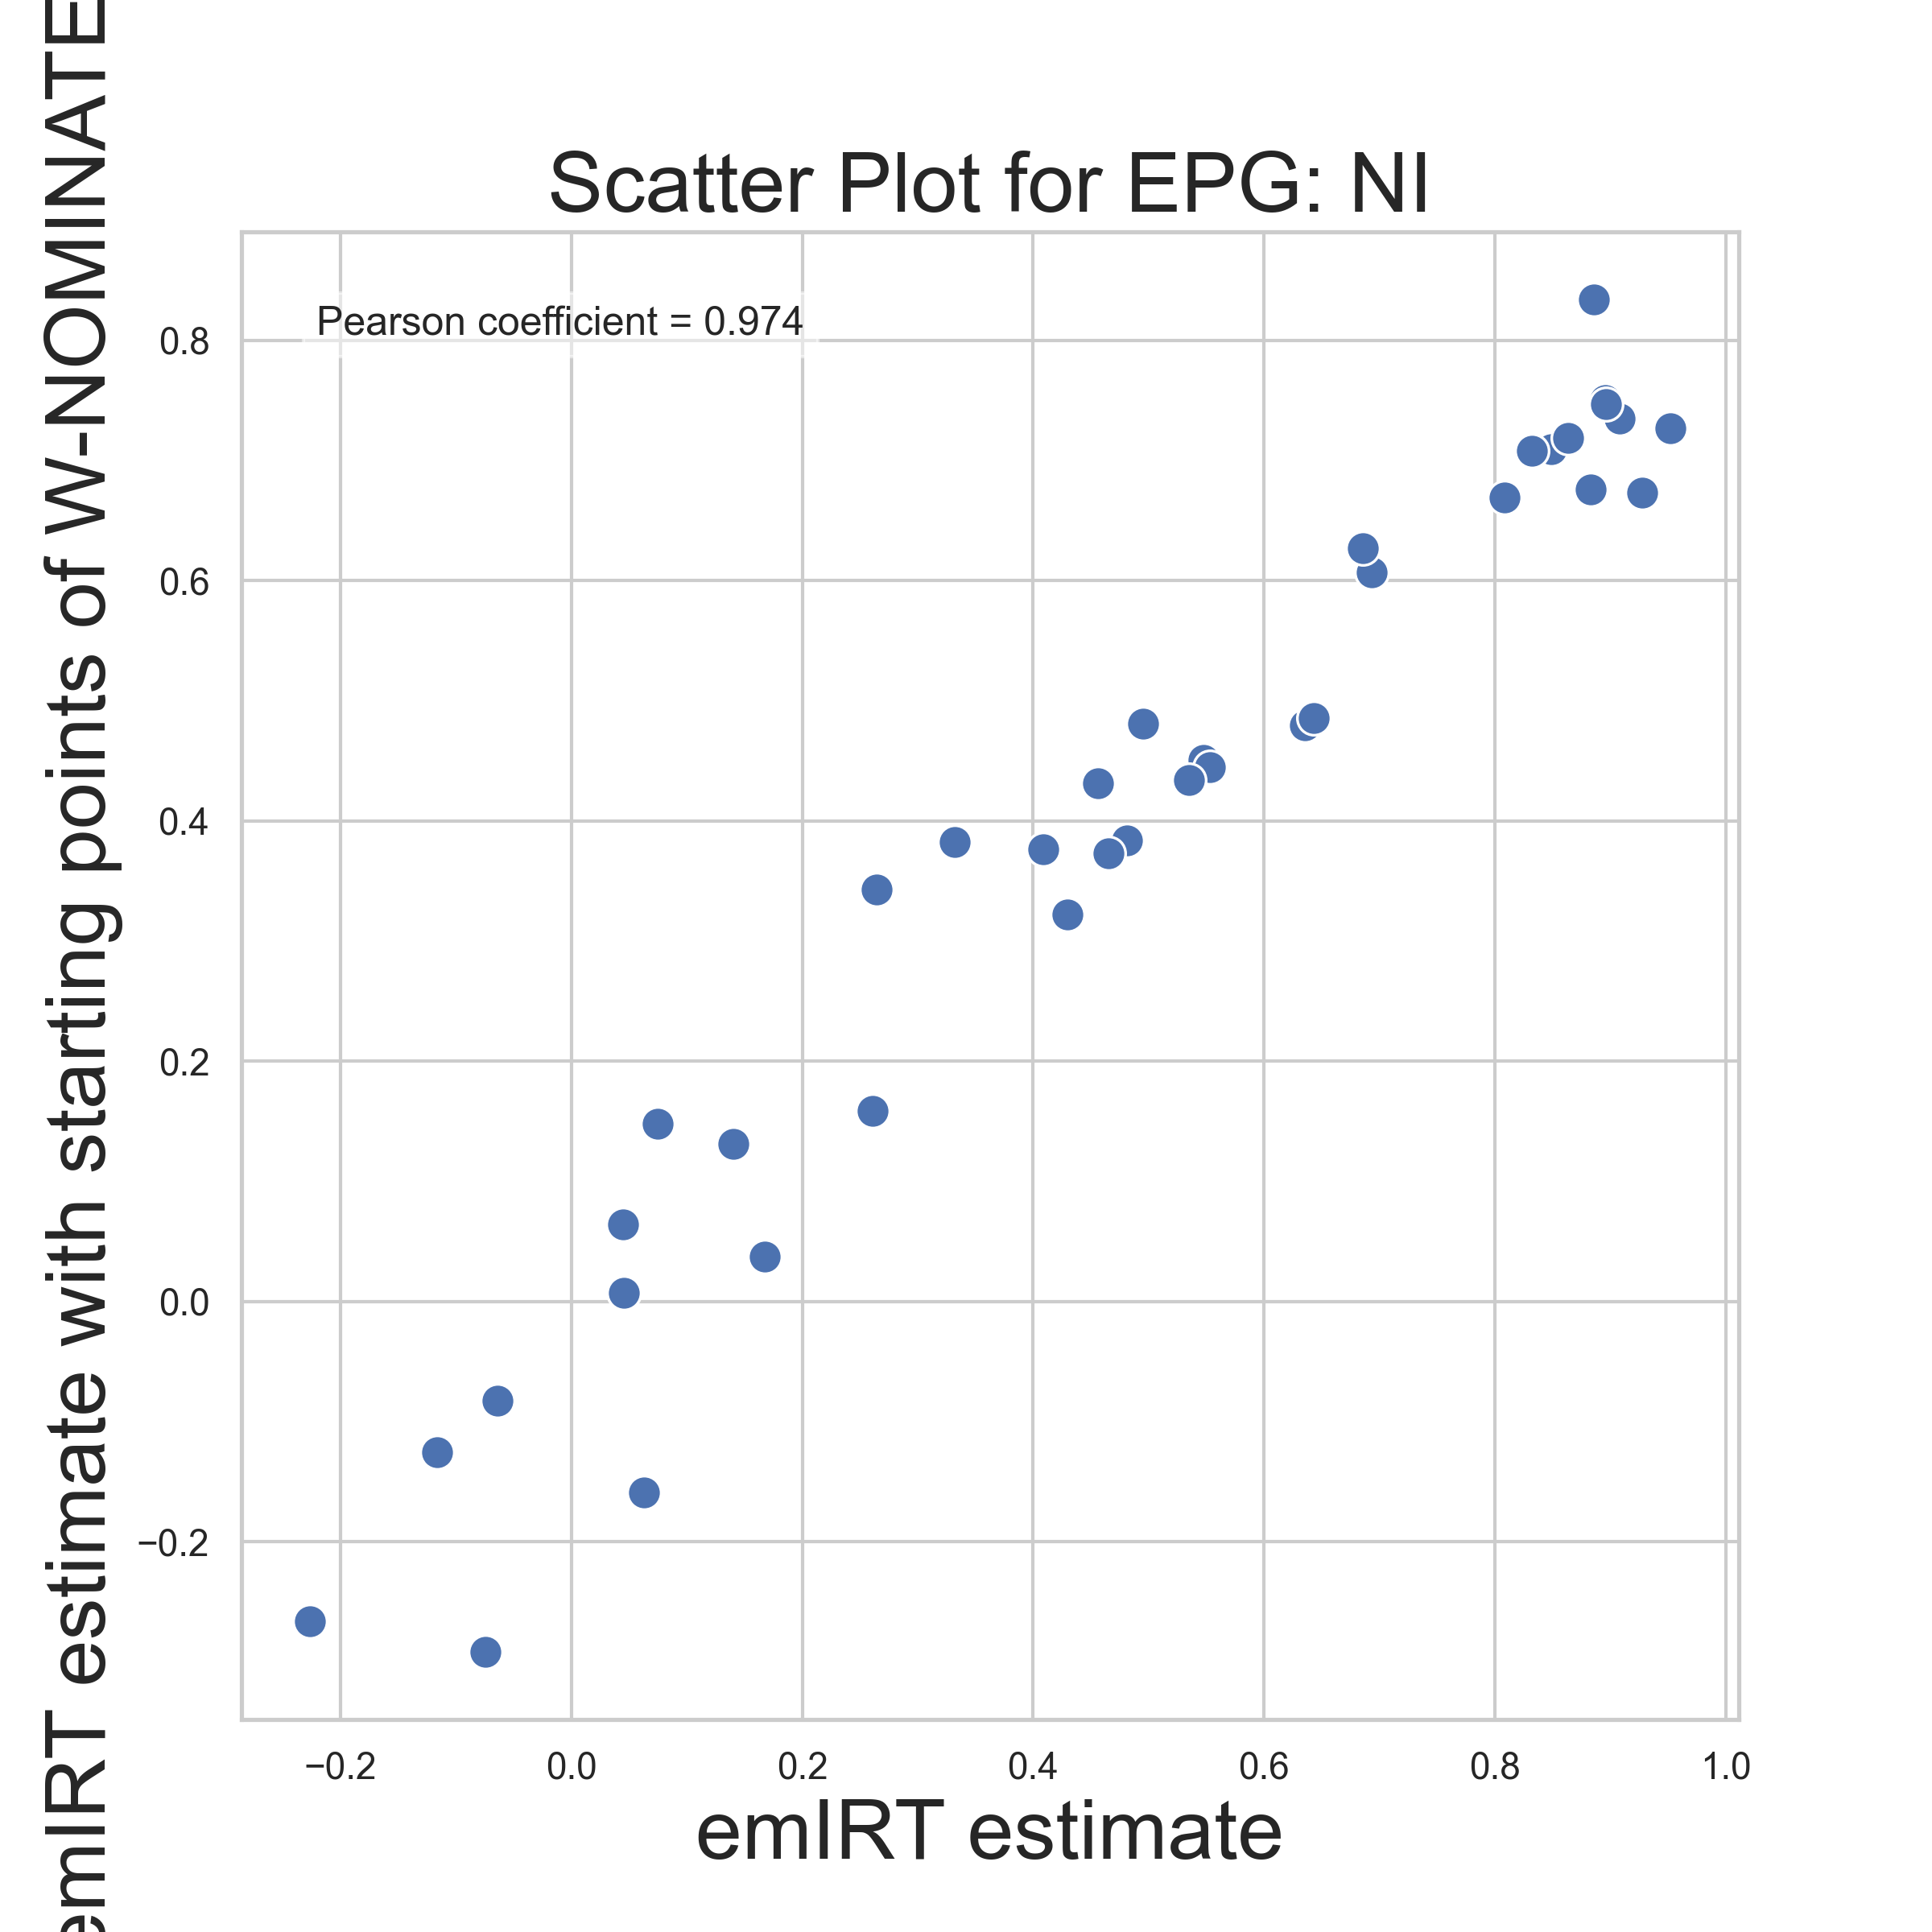 Scatter Plot for EPG: NI
Pearson coefficient = 0.974
emIRT estimate with starting points of W-NOMINATE
0.8
0.6
0.4
0.2
0.0
−0.2
−0.2 0.0 0.2 0.4 0.6 0.8 1.0
emIRT estimate